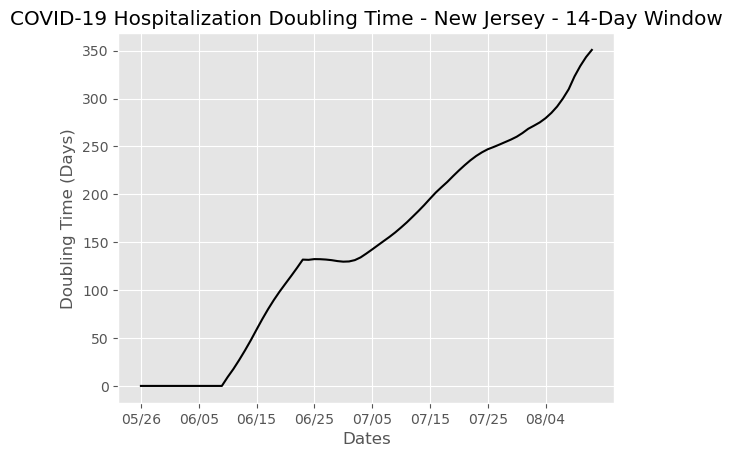 COVID-19 Hospitalization Doubling Time - New Jersey - 14-Day Window
350
300
250
200
150
100
50
0
Doubling Time (Days)
05/26 06/05 06/15 06/25 07/05 07/15 07/25 08/04
Dates